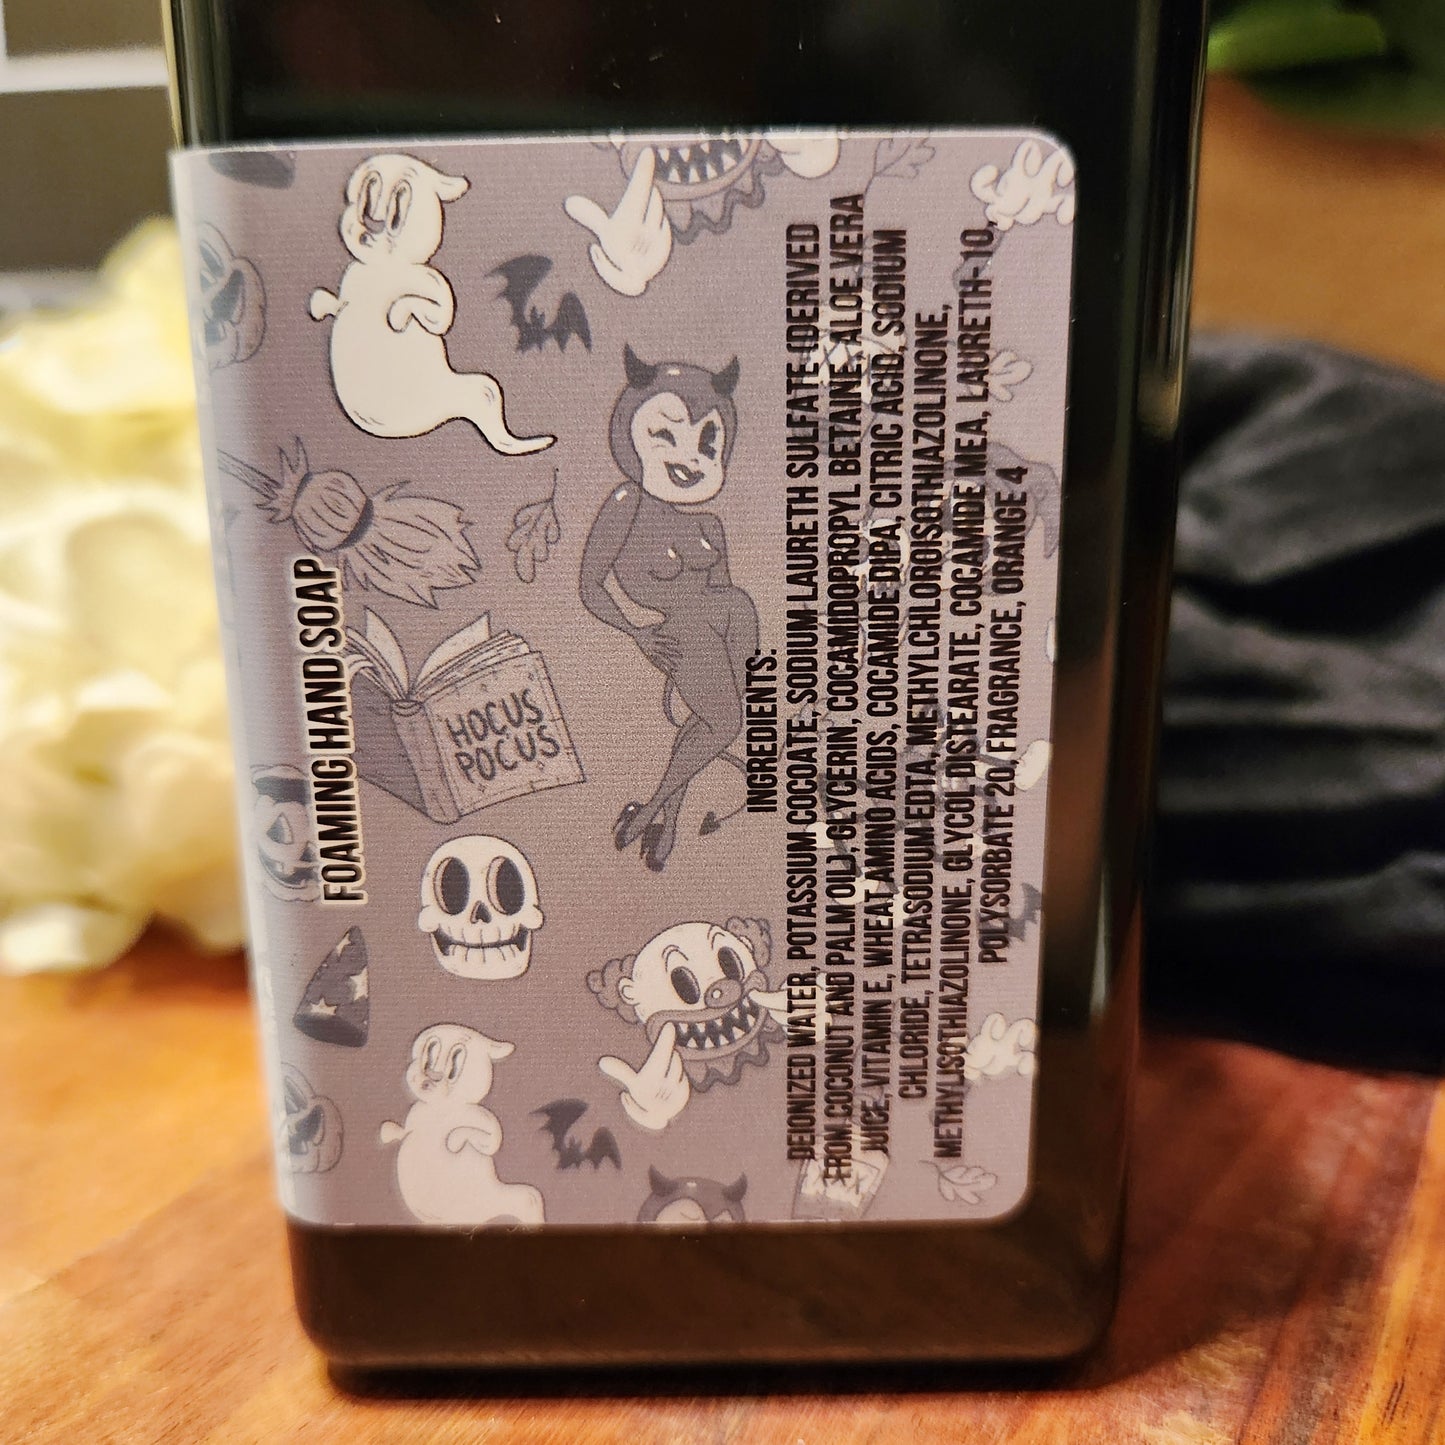 FOAMING HAND SOAP
HOCUS
POCUS
INGREDIENTS:
DEIONIZED WATER, POTASSIUM COCOATE, SODIUM LAURETH SULFATE (DERIVED
FROM COCONUT AND PALM OIL), GLYCERIN, COCAMIDOPROPYL BETAINE, ALOE VERA
JUICE, VITAMIN E, WHEAT AMINO ACIDS, COCAMIDE DIPA, CITRIC ACID, SODIUM
CHLORIDE, TETRASODIUM EDTA, METHYLCHLOROISOTHIAZOLINONE,
METHYLISOTHIAZOLINONE, GLYCOL DISTEARATE, COCAMIDE MEA, LAURETH-10,
POLYSORBATE 20, FRAGRANCE, ORANGE 4